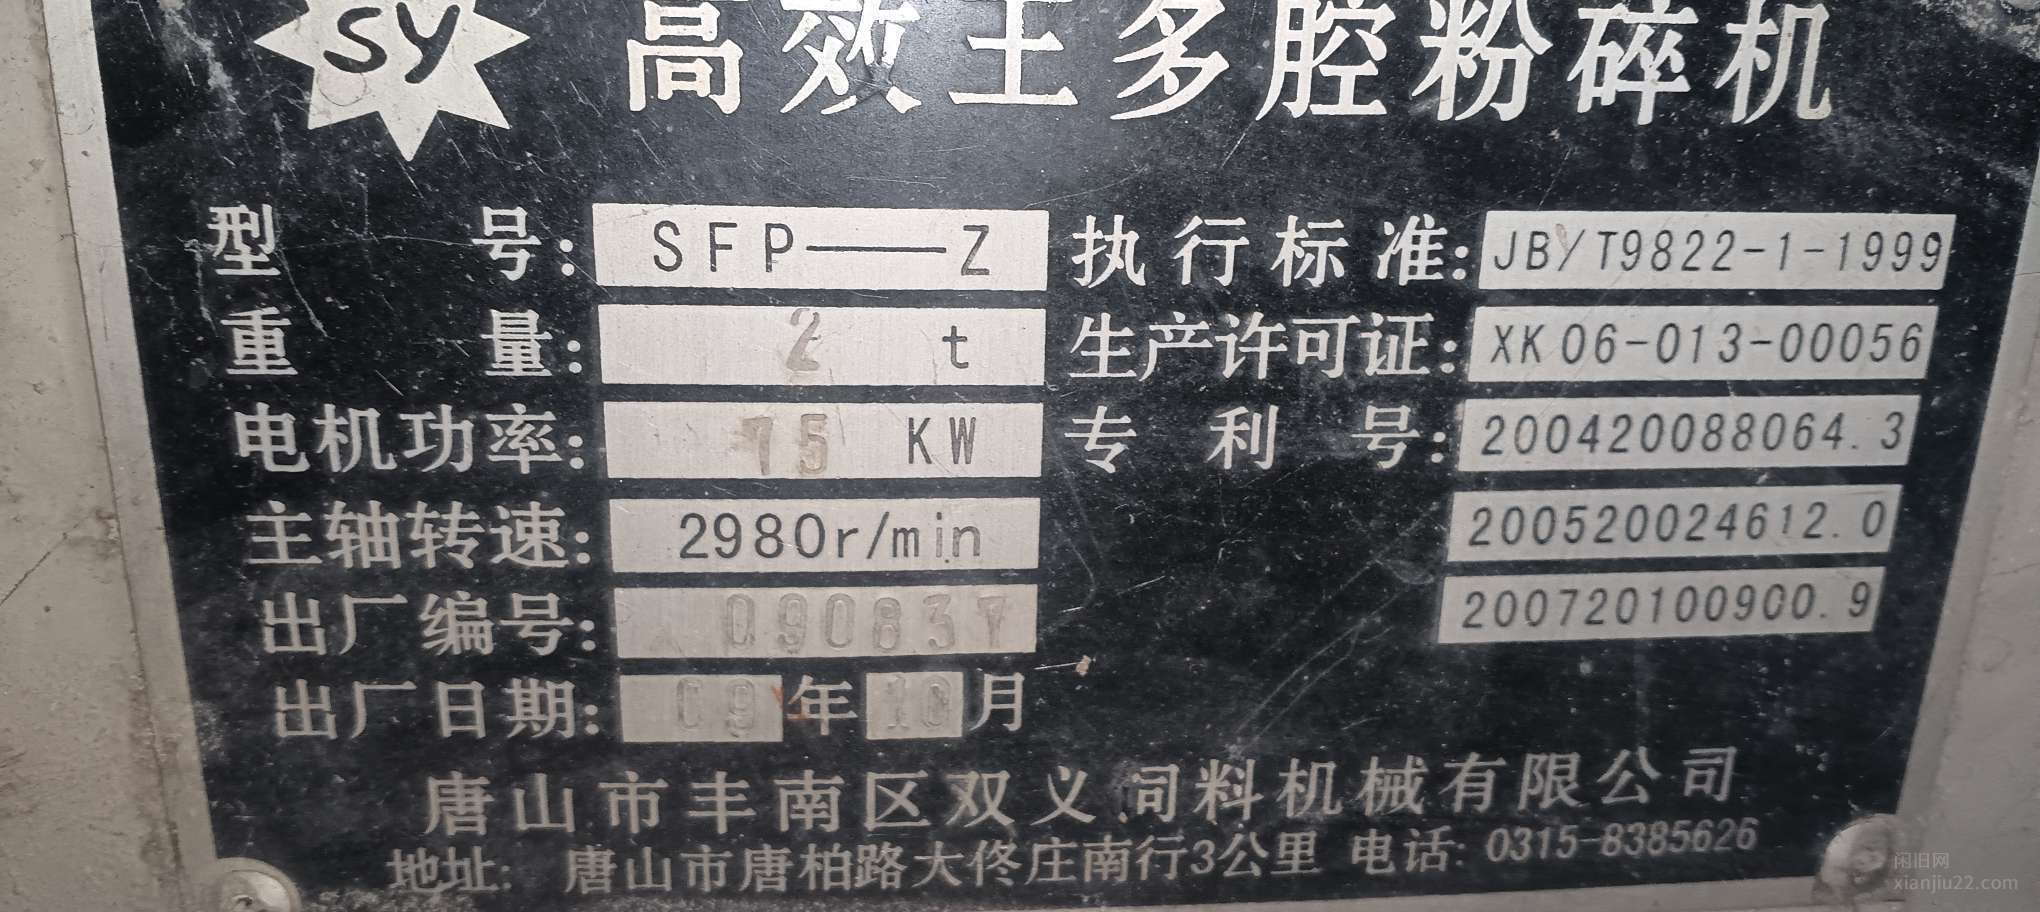 SY
高效王多腔粉碎机
型号: SFP—Z 执行标准: JB/T9822-1-1999
重量: 2 t 生产许可证: XK06-013-00056
电机功率: 75 KW 专利号: 200420088064.3
主轴转速: 2980r/min 200520024612.0
出厂编号: 090837 200720100900.9
出厂日期: 09年10月
唐山市丰南区双义饲料机械有限公司
地址: 唐山市唐柏路大佟庄南行3公里 电话: 0315-8385626
闲旧网
xianjiu22.com